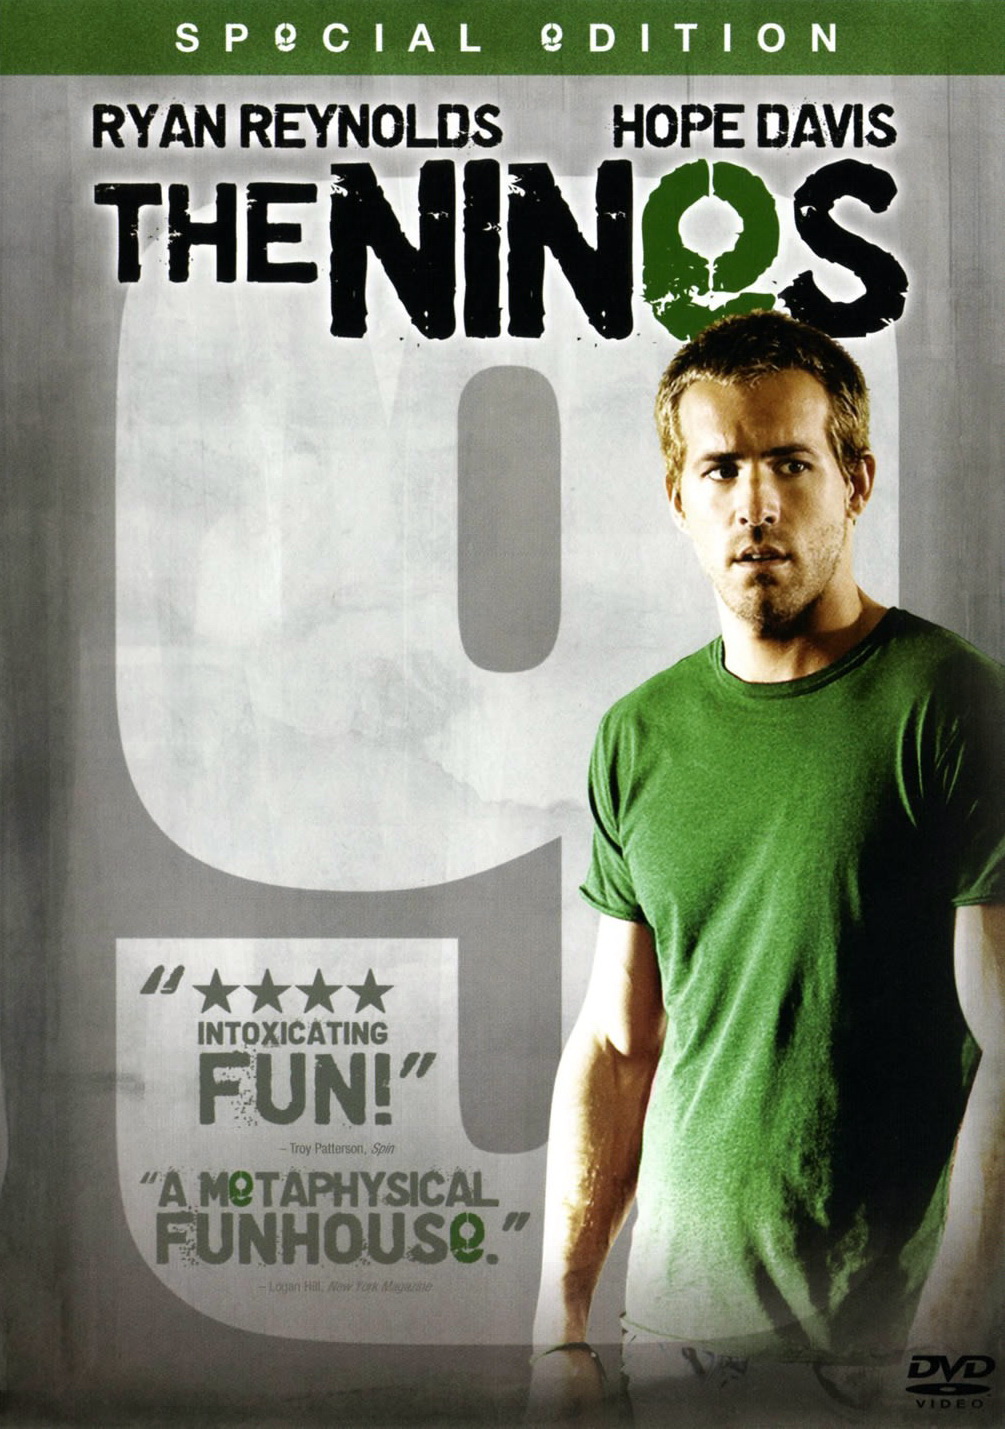 SPeCIAL eDITION
RYAN REYNOLDS HOPE DAVIS
THE NINeS
"★★★★
INTOXICATING
FUN!"
– Troy Patterson, Spin
"A MeTAPHYSICAL
FUNHOUSe."
– Logan Hill, New York Magazine
DVD
VIDEO